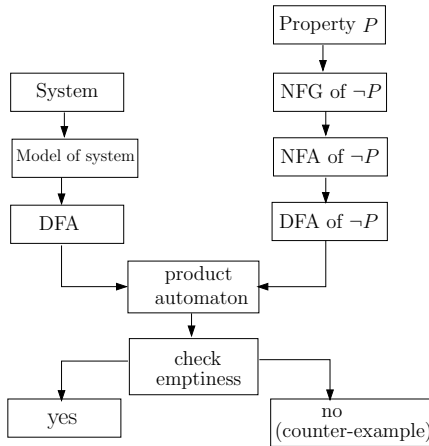 Property P
System
NFG of ¬P
Model of system
NFA of ¬P
DFA
DFA of ¬P
product
automaton
check
emptiness
yes
no
(counter-example)